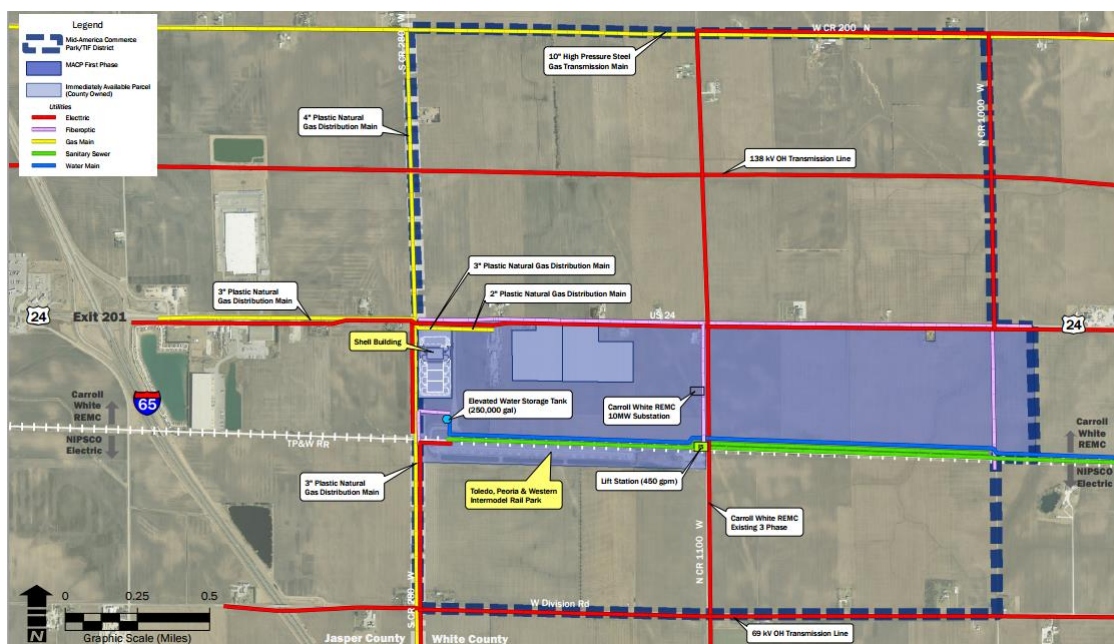 Legend
Mid-America Commerce
Park/TIF District
MACP First Phase
Immediately Available Parcel
(County Owned)
Utilities
Electtric
Fiberoptic
Gas Main
Sanitary Sewer
Water Main
S CR 280 W
W CR 200 N
10" High Pressure Steel
Gas Transmission Main
4" Plastic Natural
Gas Distribution Main
N CR 1000 W
138 kV OH Transmission Line
3" Plastic Natural Gas Distribution Main
3" Plastic Natural
Gas Distribution Main
2" Plastic Natural Gas Distribution Main
24
Exit 201
US 24
24
Shell Building
65
Carroll
White
REMC
NIPSCO
Electric
Elevated Water Storage Tank
(250,000 gal)
Carroll White REMC
10MW Substation
Carroll
White
REMC
NIPSCO
Electric
TP&W RR
3" Plastic Natural
Gas Distribution Main
Toledo, Peoria & Western
Intermodel Rail Park
Lift Station (450 gpm)
Carroll White REMC
Existing 3 Phase
N CR 1100 W
S CR 280 W
W Division Rd
69 kV OH Transmission Line
N
0 0.25 0.5
Graphic Scale (Miles)
Jasper County
White County